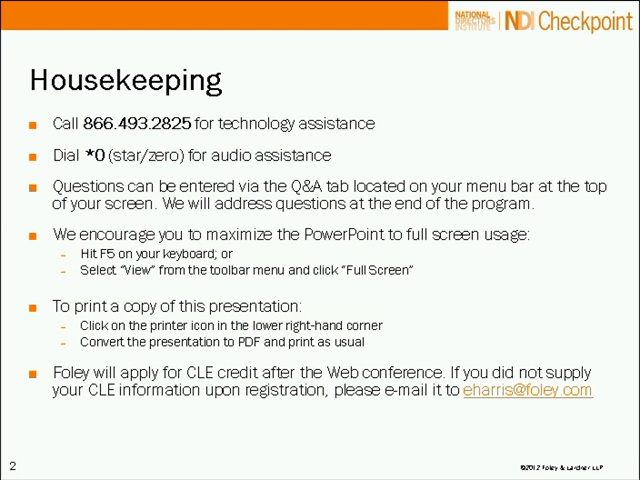 NATIONAL
DIRECTORS
INSTITUTE
NDI Checkpoint
Housekeeping
■ Call 866.493.2825 for technology assistance
■ Dial *0 (star/zero) for audio assistance
■ Questions can be entered via the Q&A tab located on your menu bar at the top
of your screen. We will address questions at the end of the program.
■ We encourage you to maximize the PowerPoint to full screen usage:
– Hit F5 on your keyboard; or
– Select “View” from the toolbar menu and click “Full Screen”
■ To print a copy of this presentation:
– Click on the printer icon in the lower right-hand corner
– Convert the presentation to PDF and print as usual
■ Foley will apply for CLE credit after the Web conference. If you did not supply
your CLE information upon registration, please e-mail it to eharris@foley.com
2
©2012 Foley & Lardner LLP